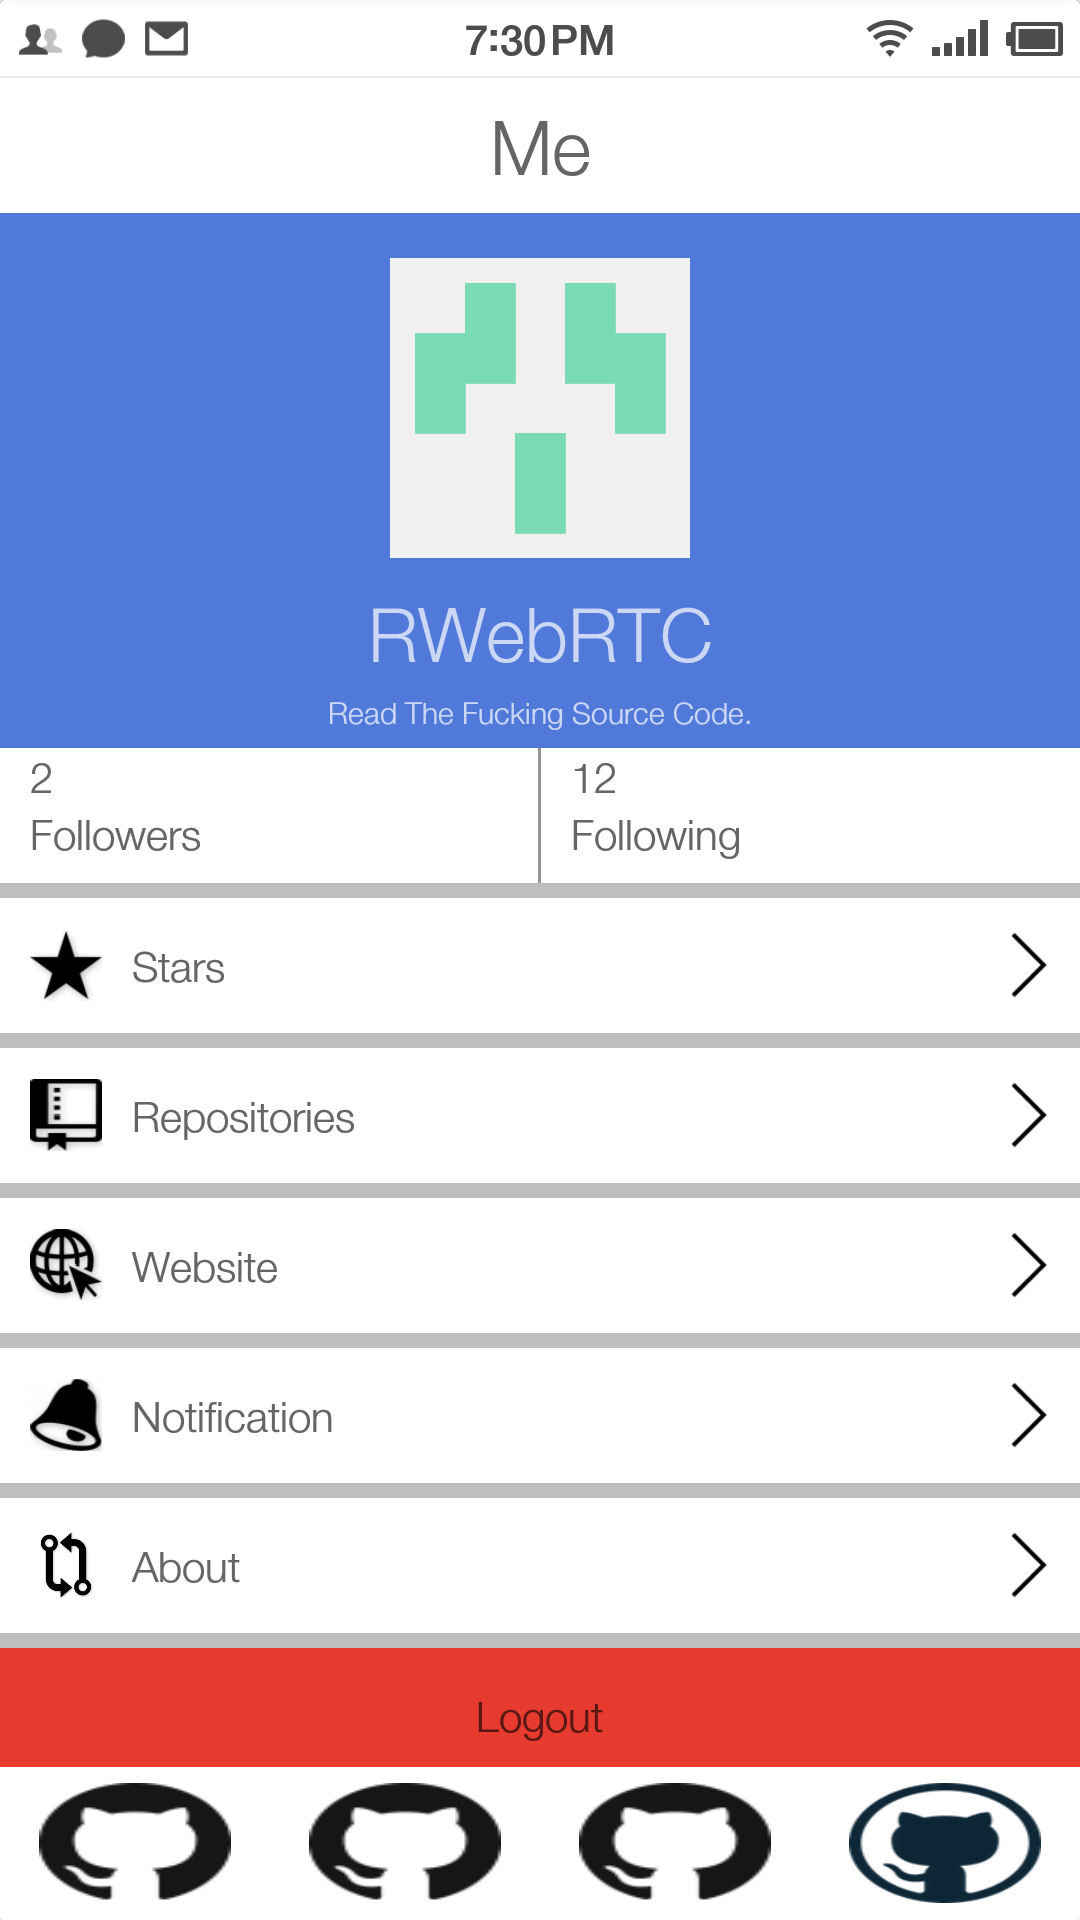 7:30 PM
Me
RWebRTC
Read The Fucking Source Code.
2
Followers
12
Following
Stars
Repositories
Website
Notification
About
Logout